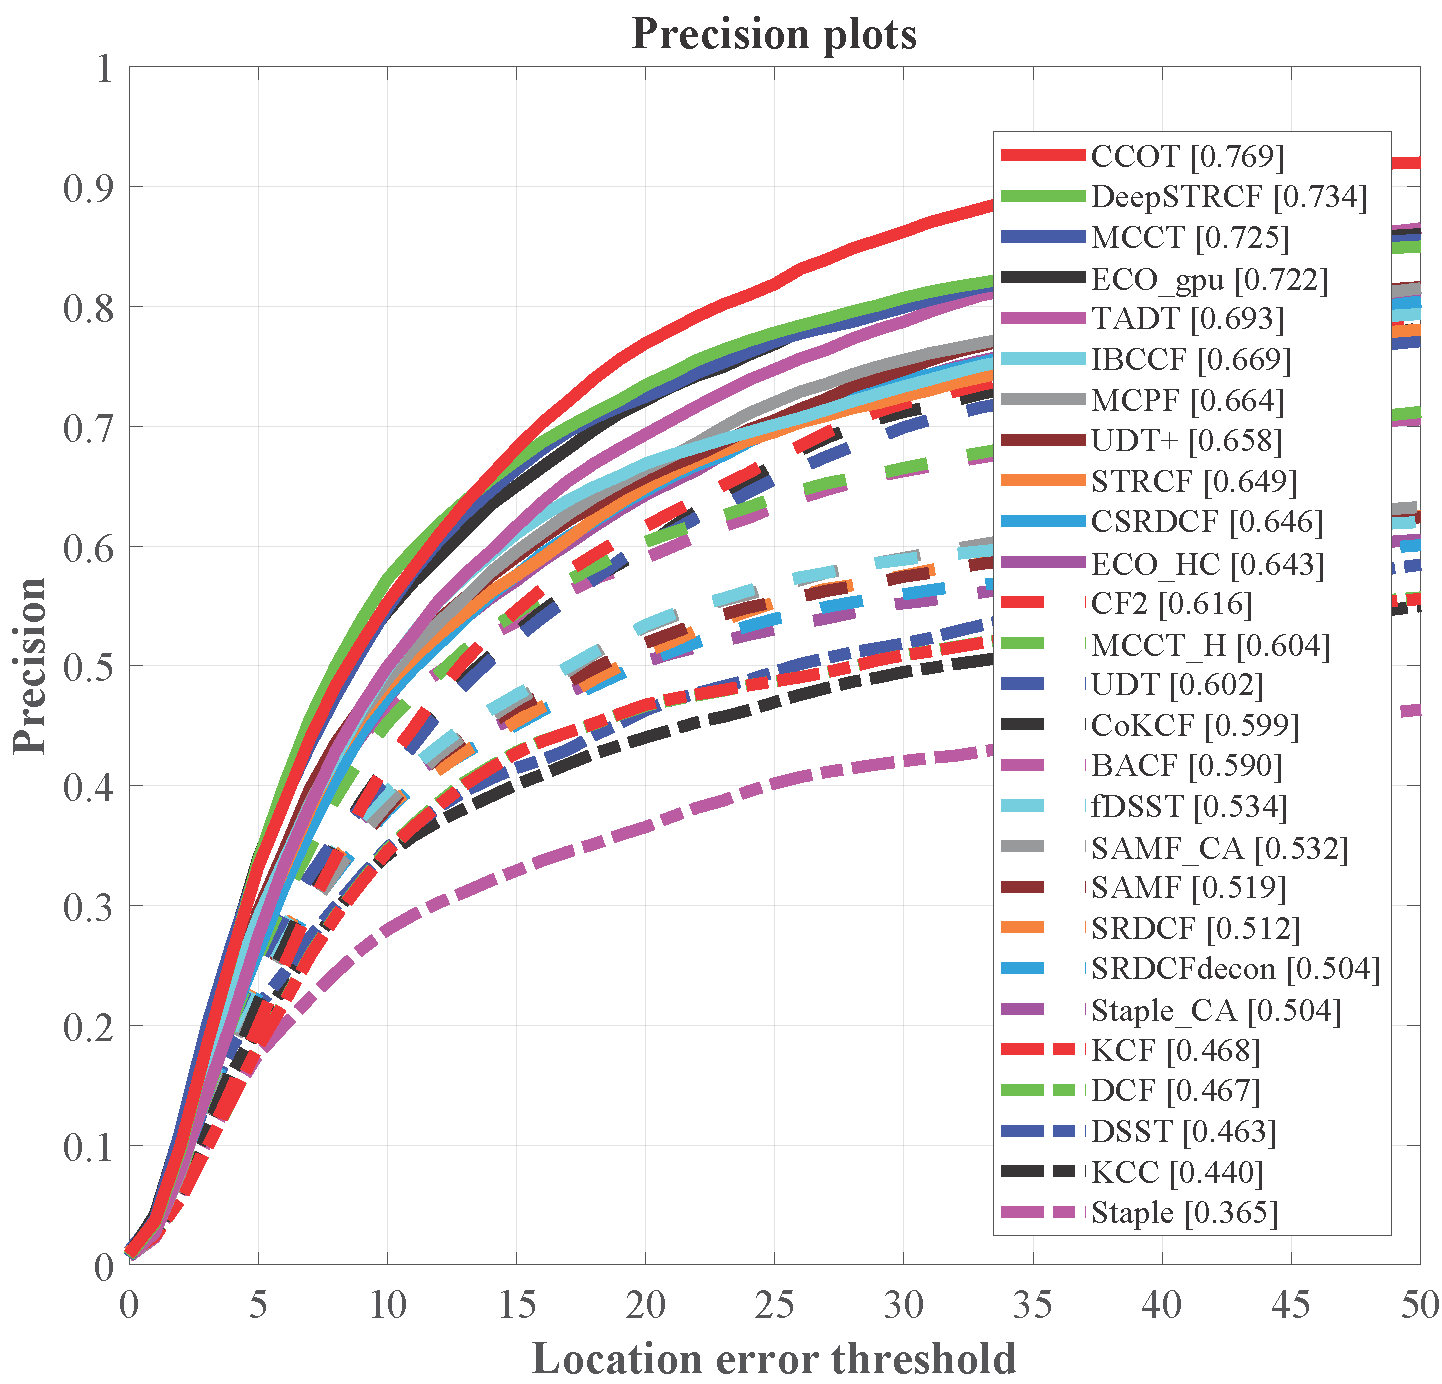 Precision plots
1
0.9
0.8
0.7
0.6
0.5
0.4
0.3
0.2
0.1
0
Precision
CCOT [0.769]
DeepSTRCF [0.734]
MCCT [0.725]
ECO_gpu [0.722]
TADT [0.693]
IBCCF [0.669]
MCPF [0.664]
UDT+ [0.658]
STRCF [0.649]
CSRDCF [0.646]
ECO_HC [0.643]
CF2 [0.616]
MCCT_H [0.604]
UDT [0.602]
CoKCF [0.599]
BACF [0.590]
fDSST [0.534]
SAMF_CA [0.532]
SAMF [0.519]
SRDCF [0.512]
SRDCFdecon [0.504]
Staple_CA [0.504]
KCF [0.468]
DCF [0.467]
DSST [0.463]
KCC [0.440]
Staple [0.365]
0 5 10 15 20 25 30 35 40 45 50
Location error threshold